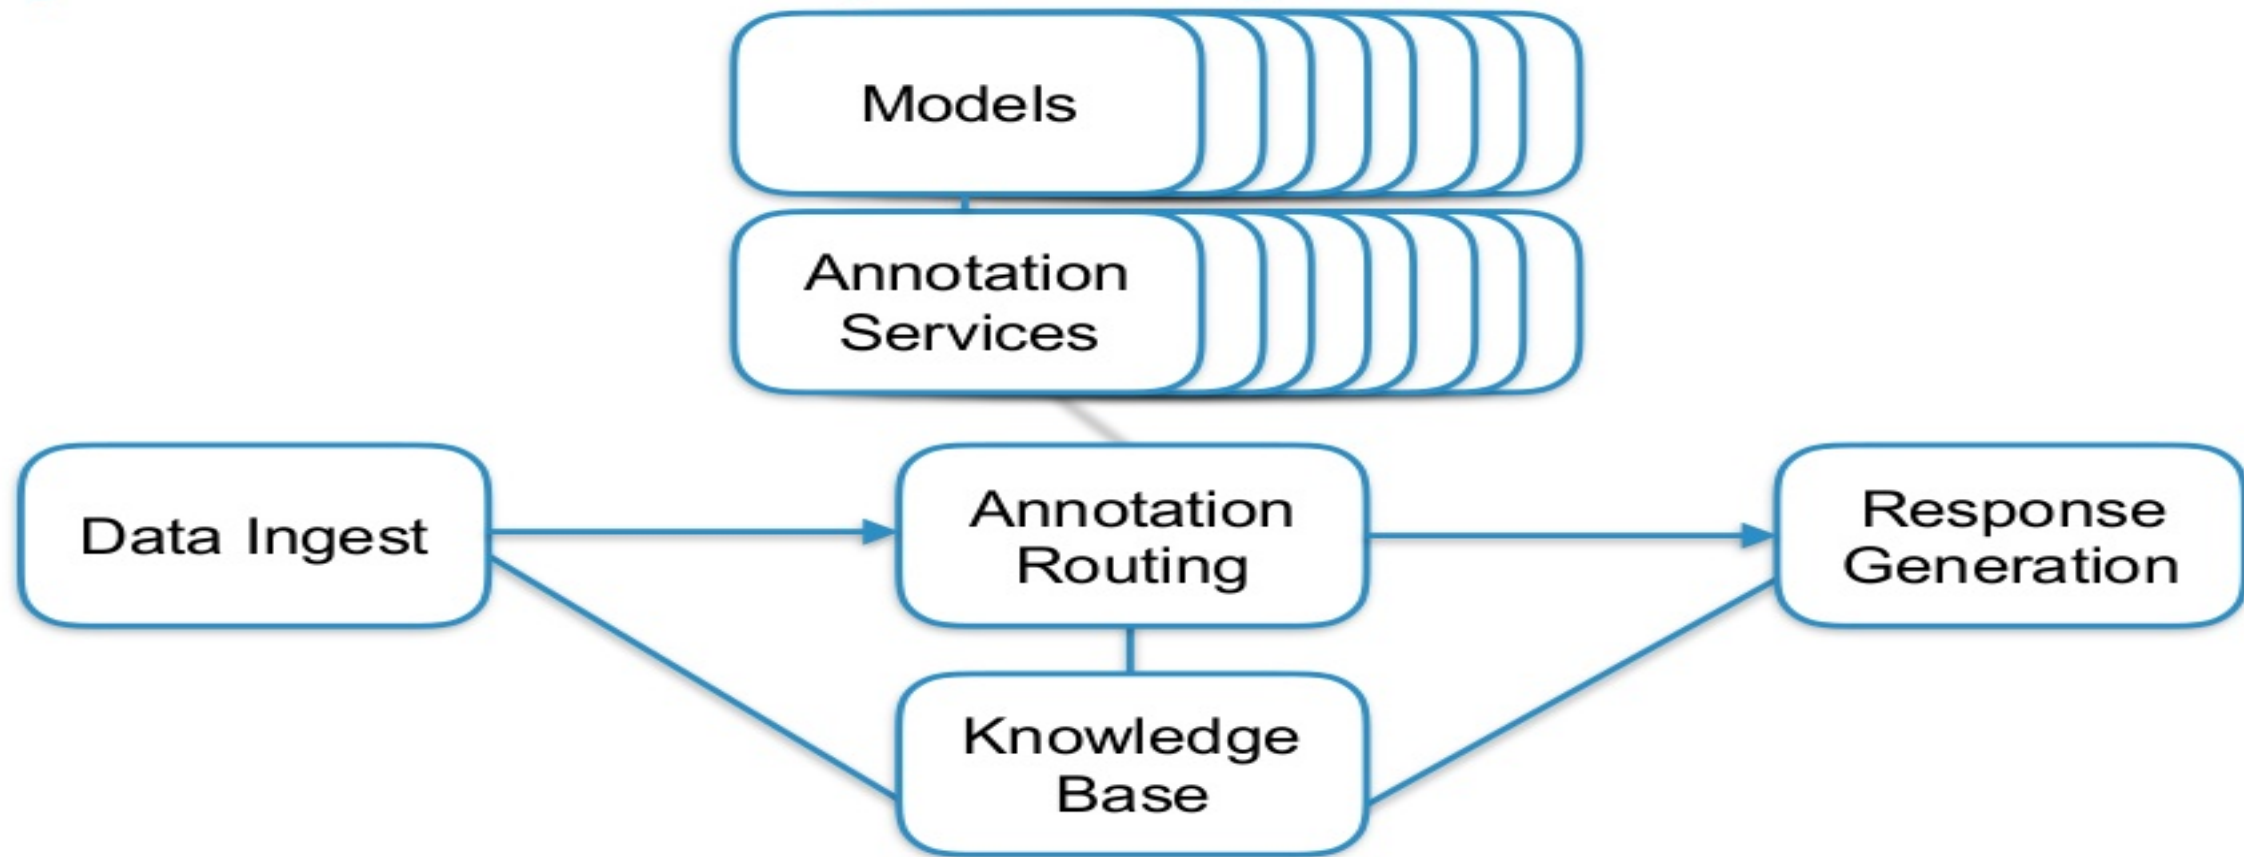 Models
Annotation
Services
Data Ingest
Annotation
Routing
Response
Generation
Knowledge
Base